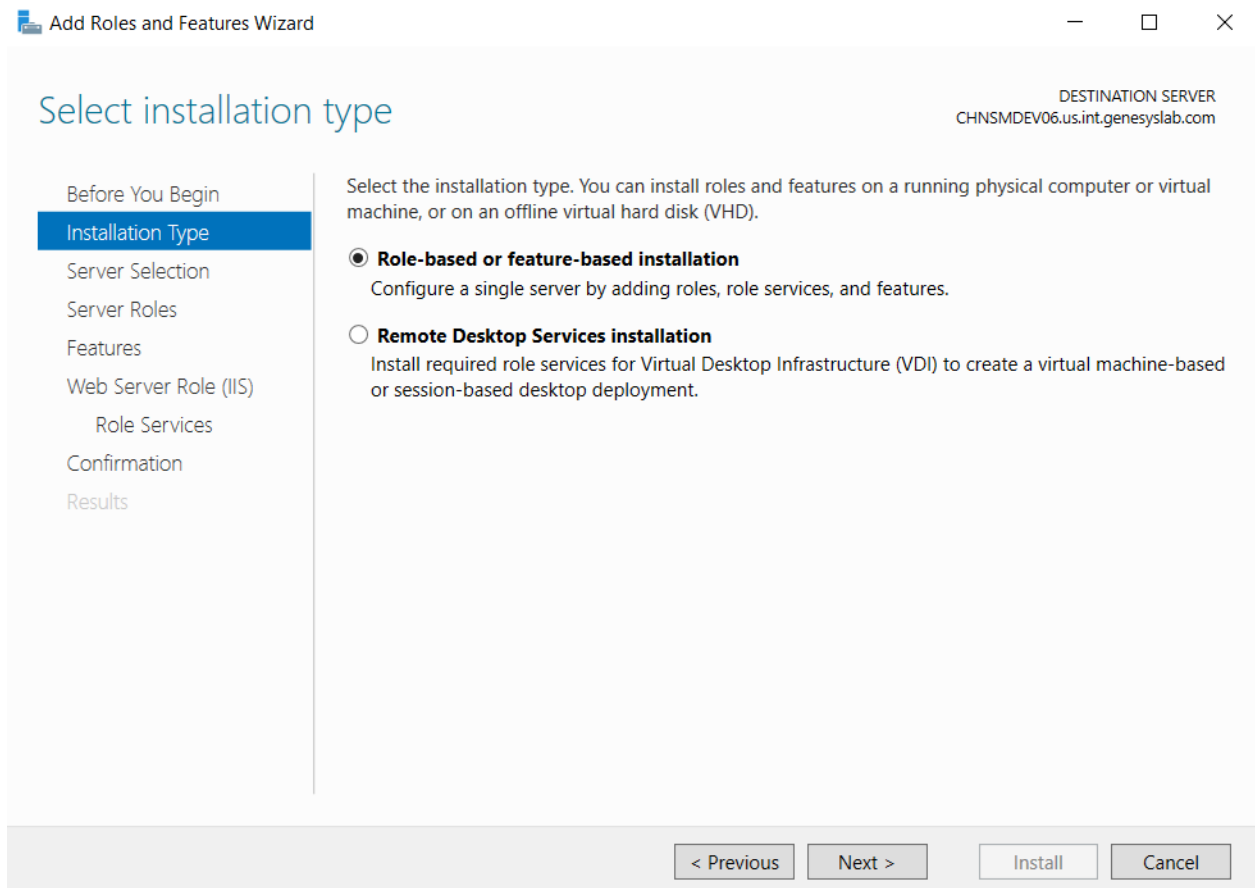 Add Roles and Features Wizard
Select installation type
DESTINATION SERVER
CHNSMDEV06.us.int.genesyslab.com
Before You Begin
Installation Type
Server Selection
Server Roles
Features
Web Server Role (IIS)
Role Services
Confirmation
Results
Select the installation type. You can install roles and features on a running physical computer or virtual
machine, or on an offline virtual hard disk (VHD).
Role-based or feature-based installation
Configure a single server by adding roles, role services, and features.
Remote Desktop Services installation
Install required role services for Virtual Desktop Infrastructure (VDI) to create a virtual machine-based
or session-based desktop deployment.
< Previous Next > Install Cancel